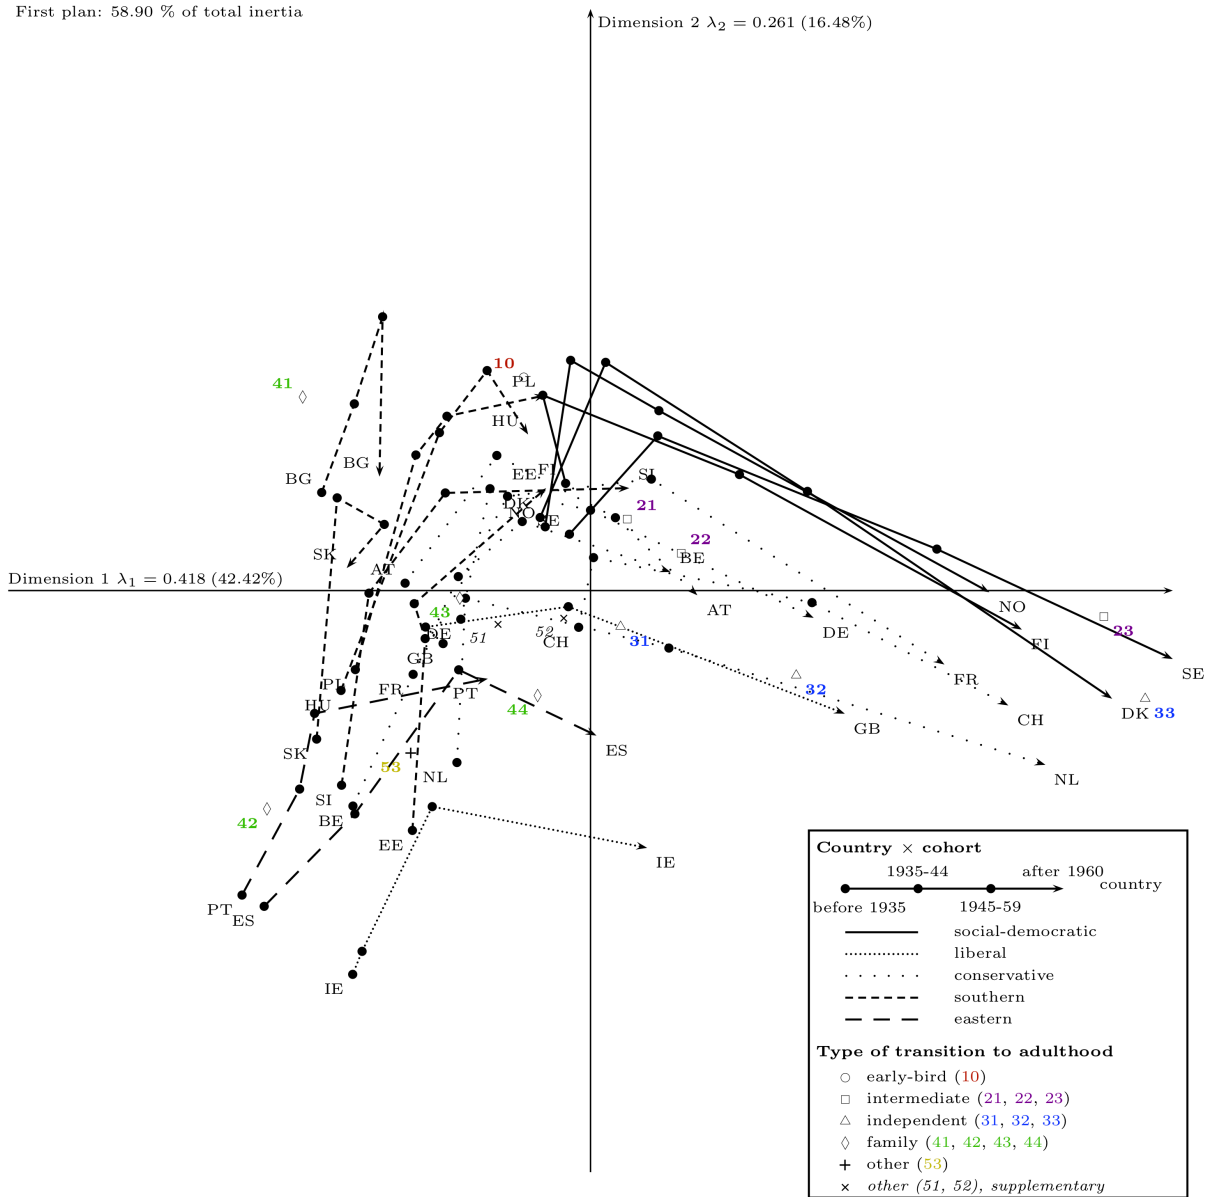 First plan: 58.90 % of total inertia
Dimension 2 λ₂ = 0.261 (16.48%)
10
PL
41
HU
BG
BG
EE
FI
SI
21
DK
NO
SE
22
SK
BE
AT
Dimension 1 λ₁ = 0.418 (42.42%)
AT
NO
43
DE
51
52
CH
31
DE
FI
23
GB
FR
SE
PL
FR
PT
32
HU
44
CH
DK
33
GB
SK
ES
53
NL
NL
SI
BE
42
EE
IE
PT
ES
IE
Country × cohort
1935-44
after 1960
country
before 1935
1945-59
social-democratic
liberal
conservative
southern
eastern
Type of transition to adulthood
early-bird (10)
intermediate (21, 22, 23)
independent (31, 32, 33)
family (41, 42, 43, 44)
other (53)
other (51, 52), supplementary